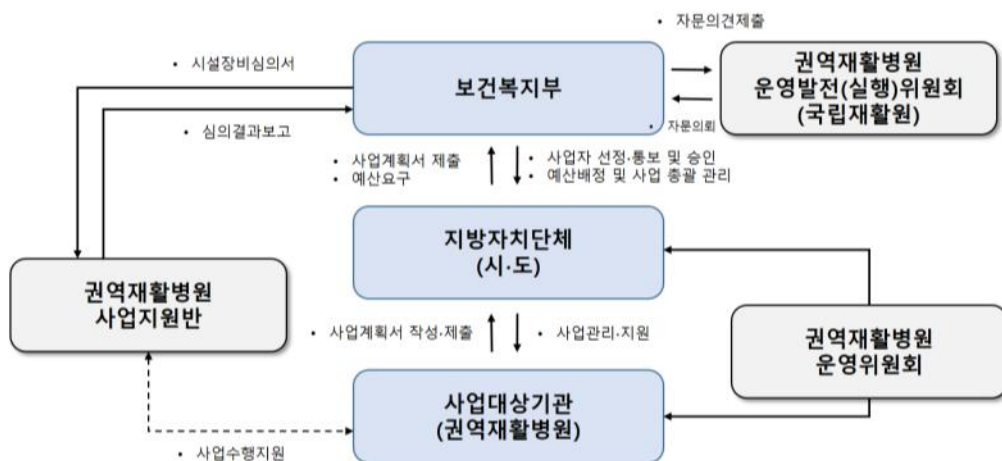 • 자문의견제출
• 시설장비심의서
보건복지부
권역재활병원
운영발전(실행)위원회
(국립재활원)
• 심의결과보고
• 자문의뢰
• 사업계획서 제출
• 예산요구
• 사업자 선정·통보 및 승인
• 예산배정 및 사업 총괄 관리
지방자치단체
(시·도)
권역재활병원
사업지원반
• 사업계획서 작성·제출
• 사업관리·지원
권역재활병원
운영위원회
사업대상기관
(권역재활병원)
• 사업수행지원